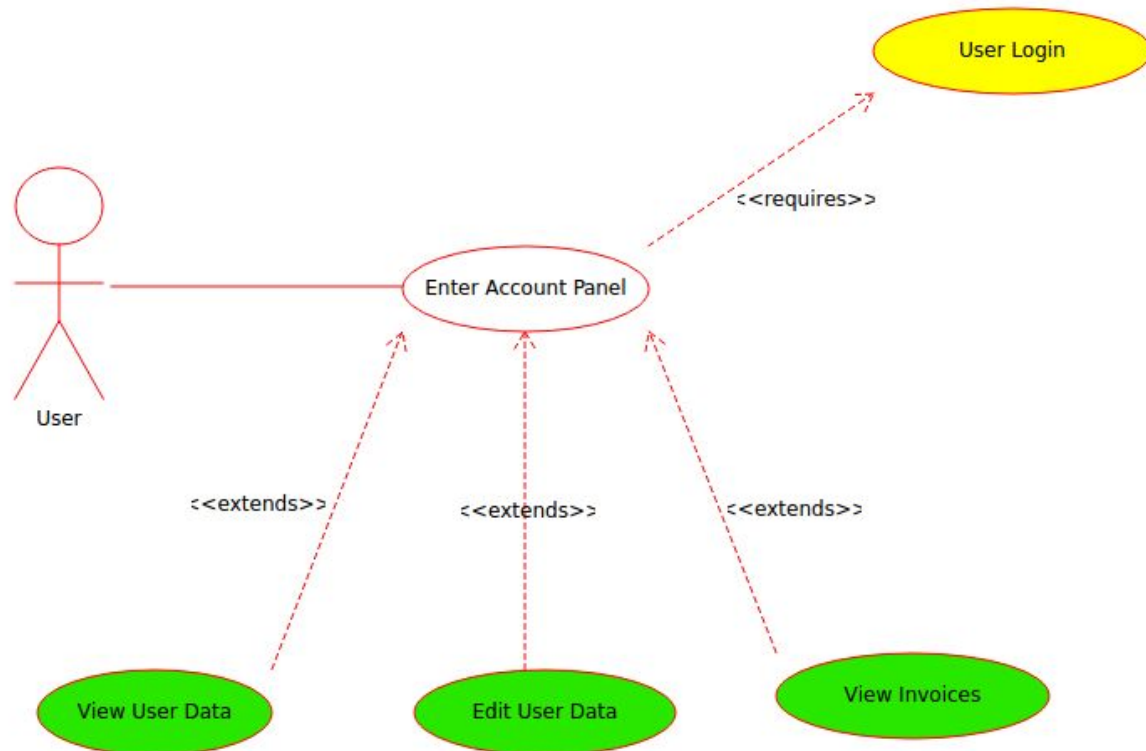 User Login
<<requires>>
Enter Account Panel
User
<<extends>>
<<extends>>
<<extends>>
View User Data
Edit User Data
View Invoices